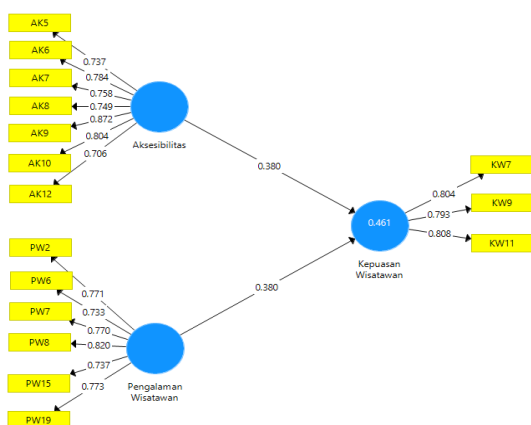 AK5
AK6
AK7
AK8
AK9
AK10
AK12
0.737
0.784
0.758
0.749
0.872
0.804
0.706
Aksesibilitas
0.380
KW7
KW9
KW11
0.804
0.793
0.808
0.461
Kepuasan
Wisatawan
0.380
PW2
PW6
PW7
PW8
PW15
PW19
0.771
0.733
0.770
0.820
0.737
0.773
Pengalaman
Wisatawan